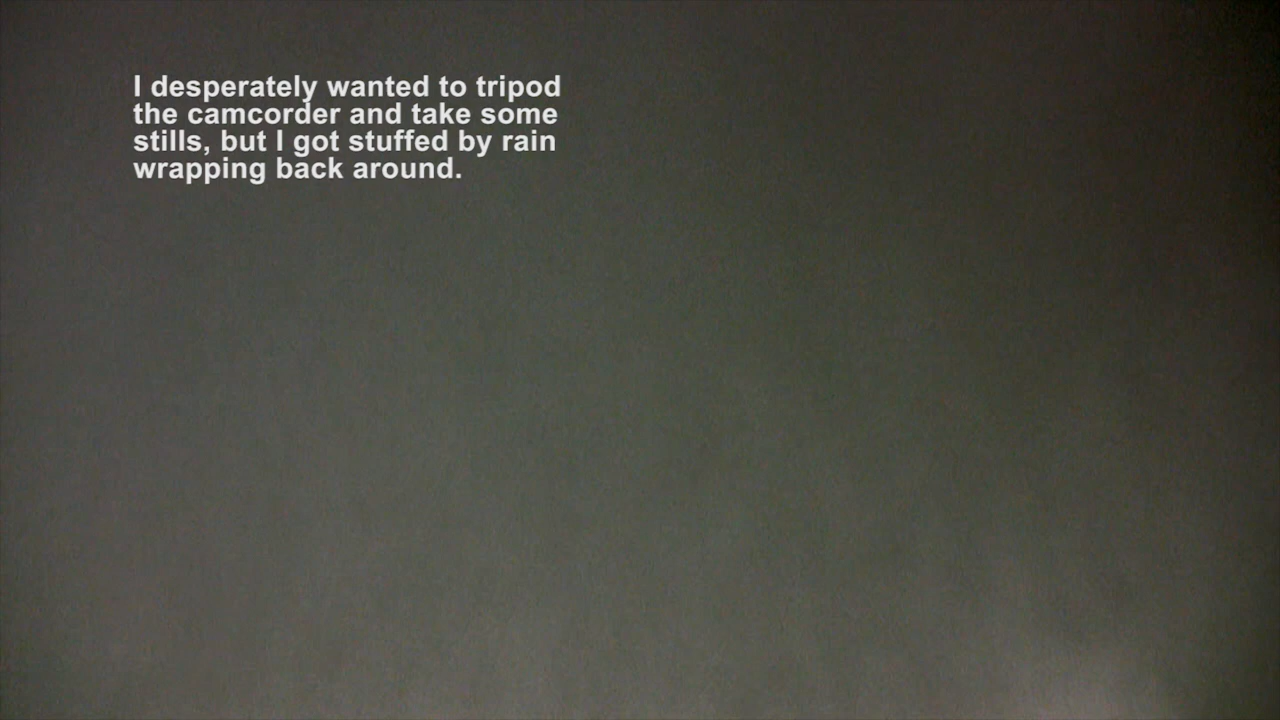 I desperately wanted to tripod
the camcorder and take some
stills, but I got stuffed by rain
wrapping back around.